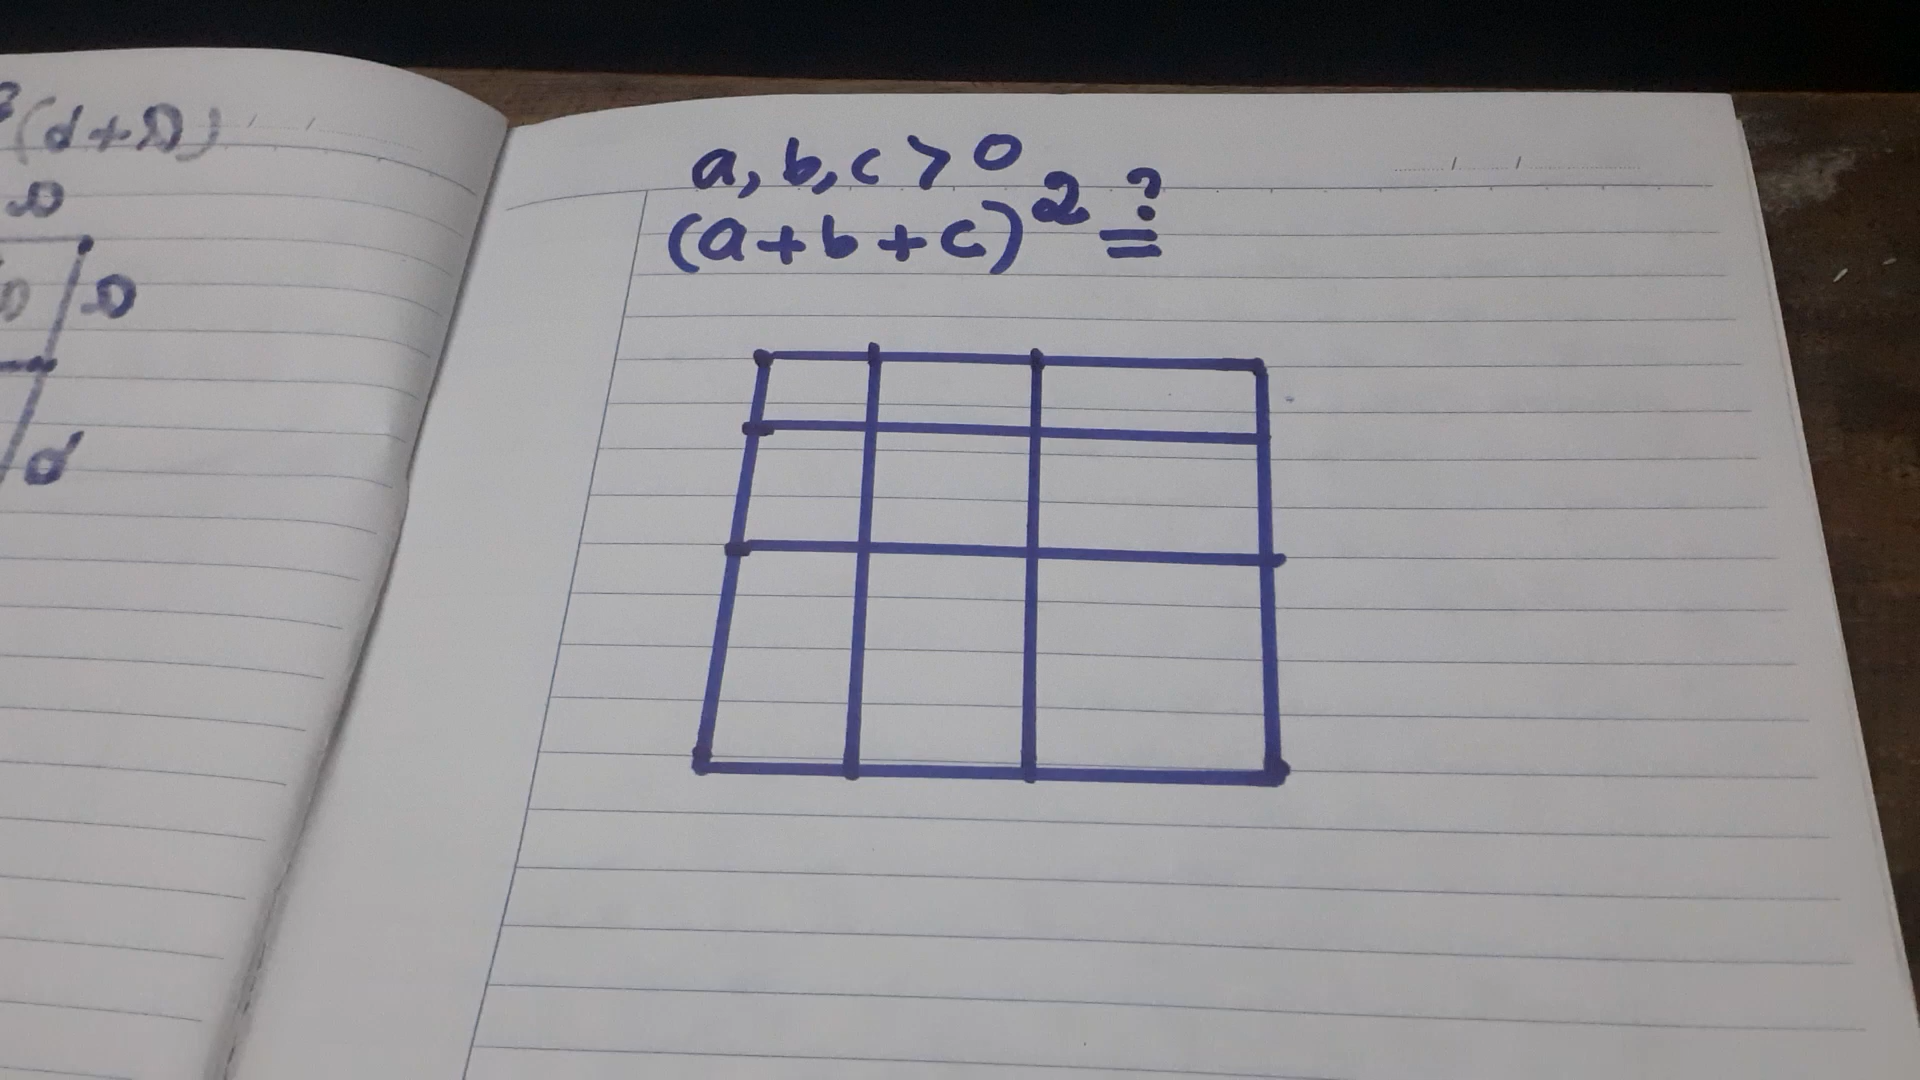 a, b, c > 0
(a+b+c)² = ?